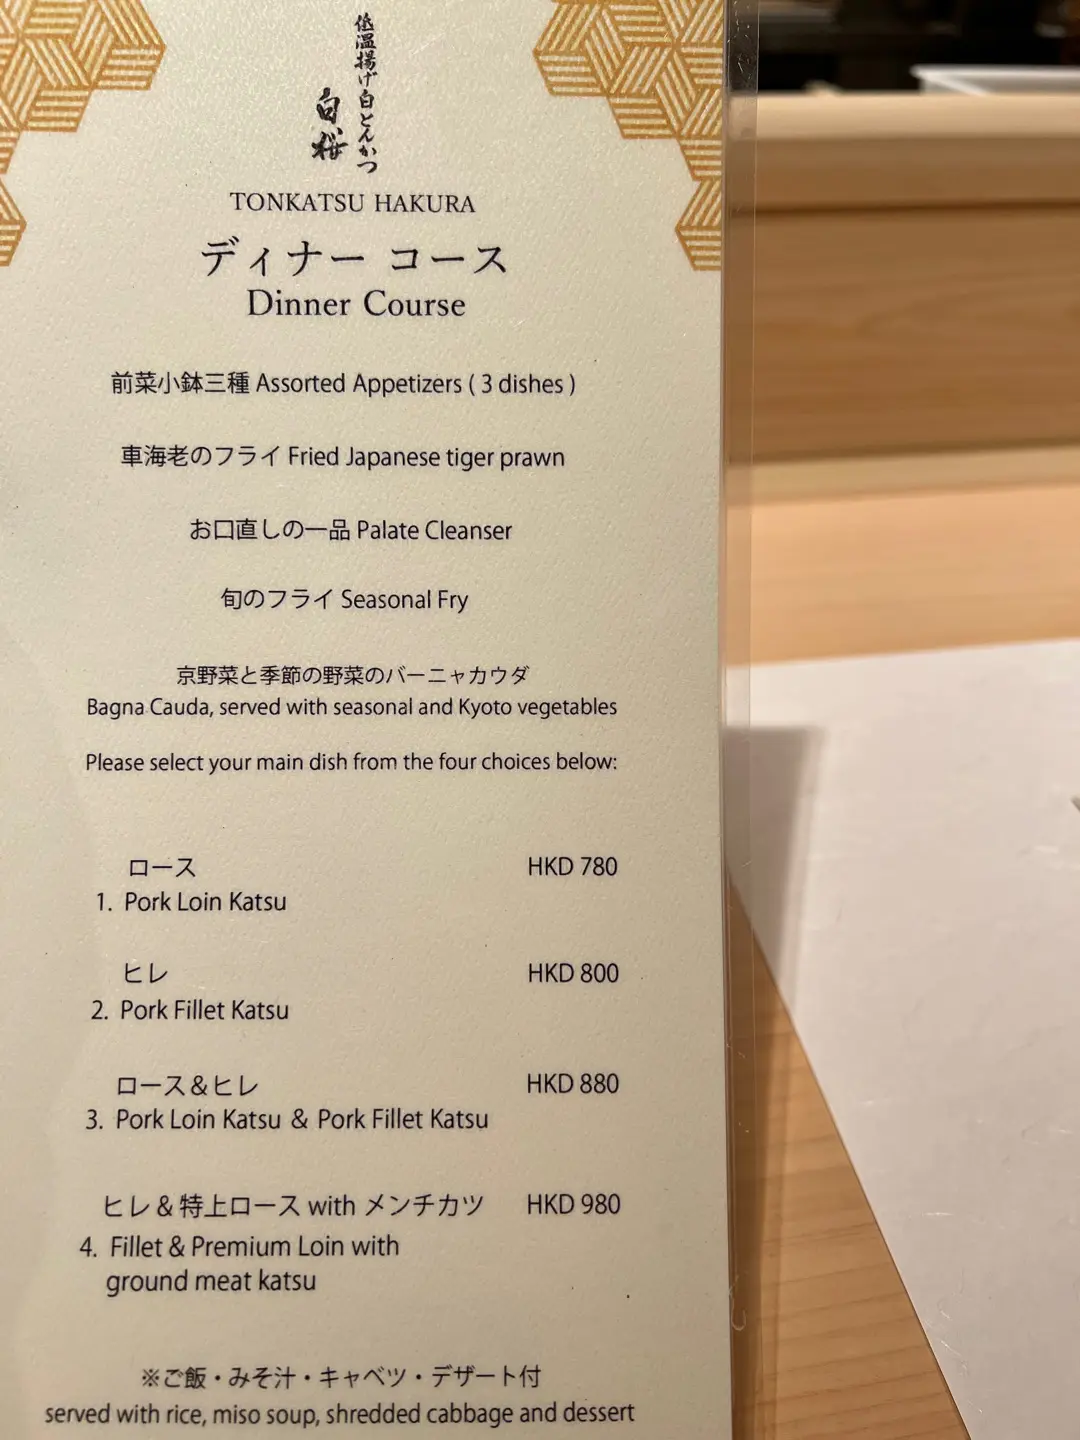 低温揚げ白とんかつ
白桜
TONKATSU HAKURA
ディナー コース
Dinner Course
前菜小鉢三種 Assorted Appetizers ( 3 dishes )
車海老のフライ Fried Japanese tiger prawn
お口直しの一品 Palate Cleanser
旬のフライ Seasonal Fry
京野菜と季節の野菜のバーニャカウダ
Bagna Cauda, served with seasonal and Kyoto vegetables
Please select your main dish from the four choices below:
ロース HKD 780
1. Pork Loin Katsu
ヒレ HKD 800
2. Pork Fillet Katsu
ロース&ヒレ HKD 880
3. Pork Loin Katsu & Pork Fillet Katsu
ヒレ&特上ロース with メンチカツ HKD 980
4. Fillet & Premium Loin with
ground meat katsu
※ご飯・みそ汁・キャベツ・デザート付
served with rice, miso soup, shredded cabbage and dessert